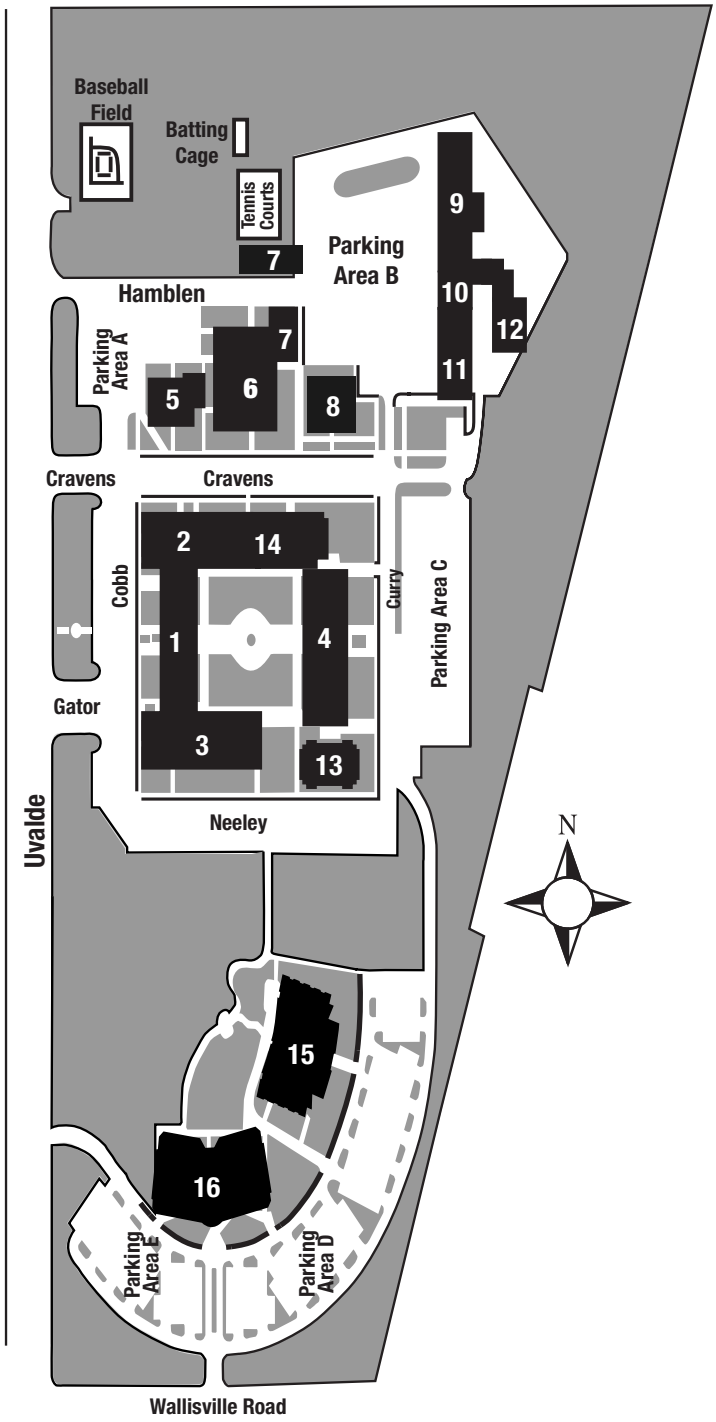 Baseball
Field
Batting
Cage
Tennis
Courts
9
7
Parking
Area B
Hamblen
10
12
Parking
Area A
7
11
5
6
8
Cravens
Cravens
2
14
Cobb
Curry
Parking Area C
1
4
Gator
3
13
Uvalde
Neeley
N
15
16
Parking
Area E
Parking
Area D
Wallisville Road